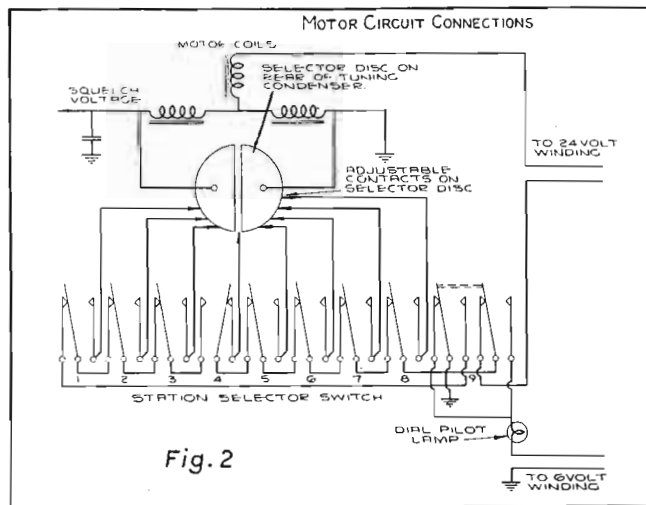 MOTOR CIRCUIT CONNECTIONS
MOTOR COILS
SELECTOR DISC ON
REAR OF TUNING
CONDENSER.
SQUELCH
VOLTAGE
TO 24 VOLT
WINDING
ADJUSTABLE
CONTACTS ON
SELECTOR DISC
1 2 3 4 5 6 7 8 9
STATION SELECTOR SWITCH
DIAL PILOT
LAMP
Fig. 2
TO 6 VOLT
WINDING